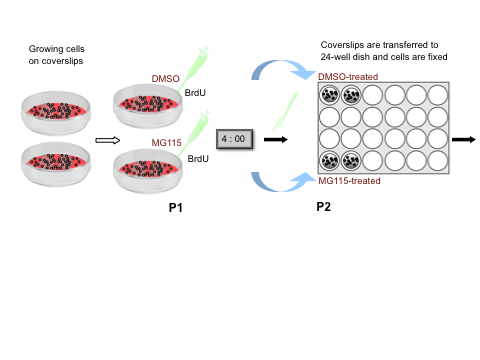 Growing cells
on coverslips
DMSO
BrdU
MG115
BrdU
P1
4 : 00
Coverslips are transferred to
24-well dish and cells are fixed
DMSO-treated
MG115-treated
P2